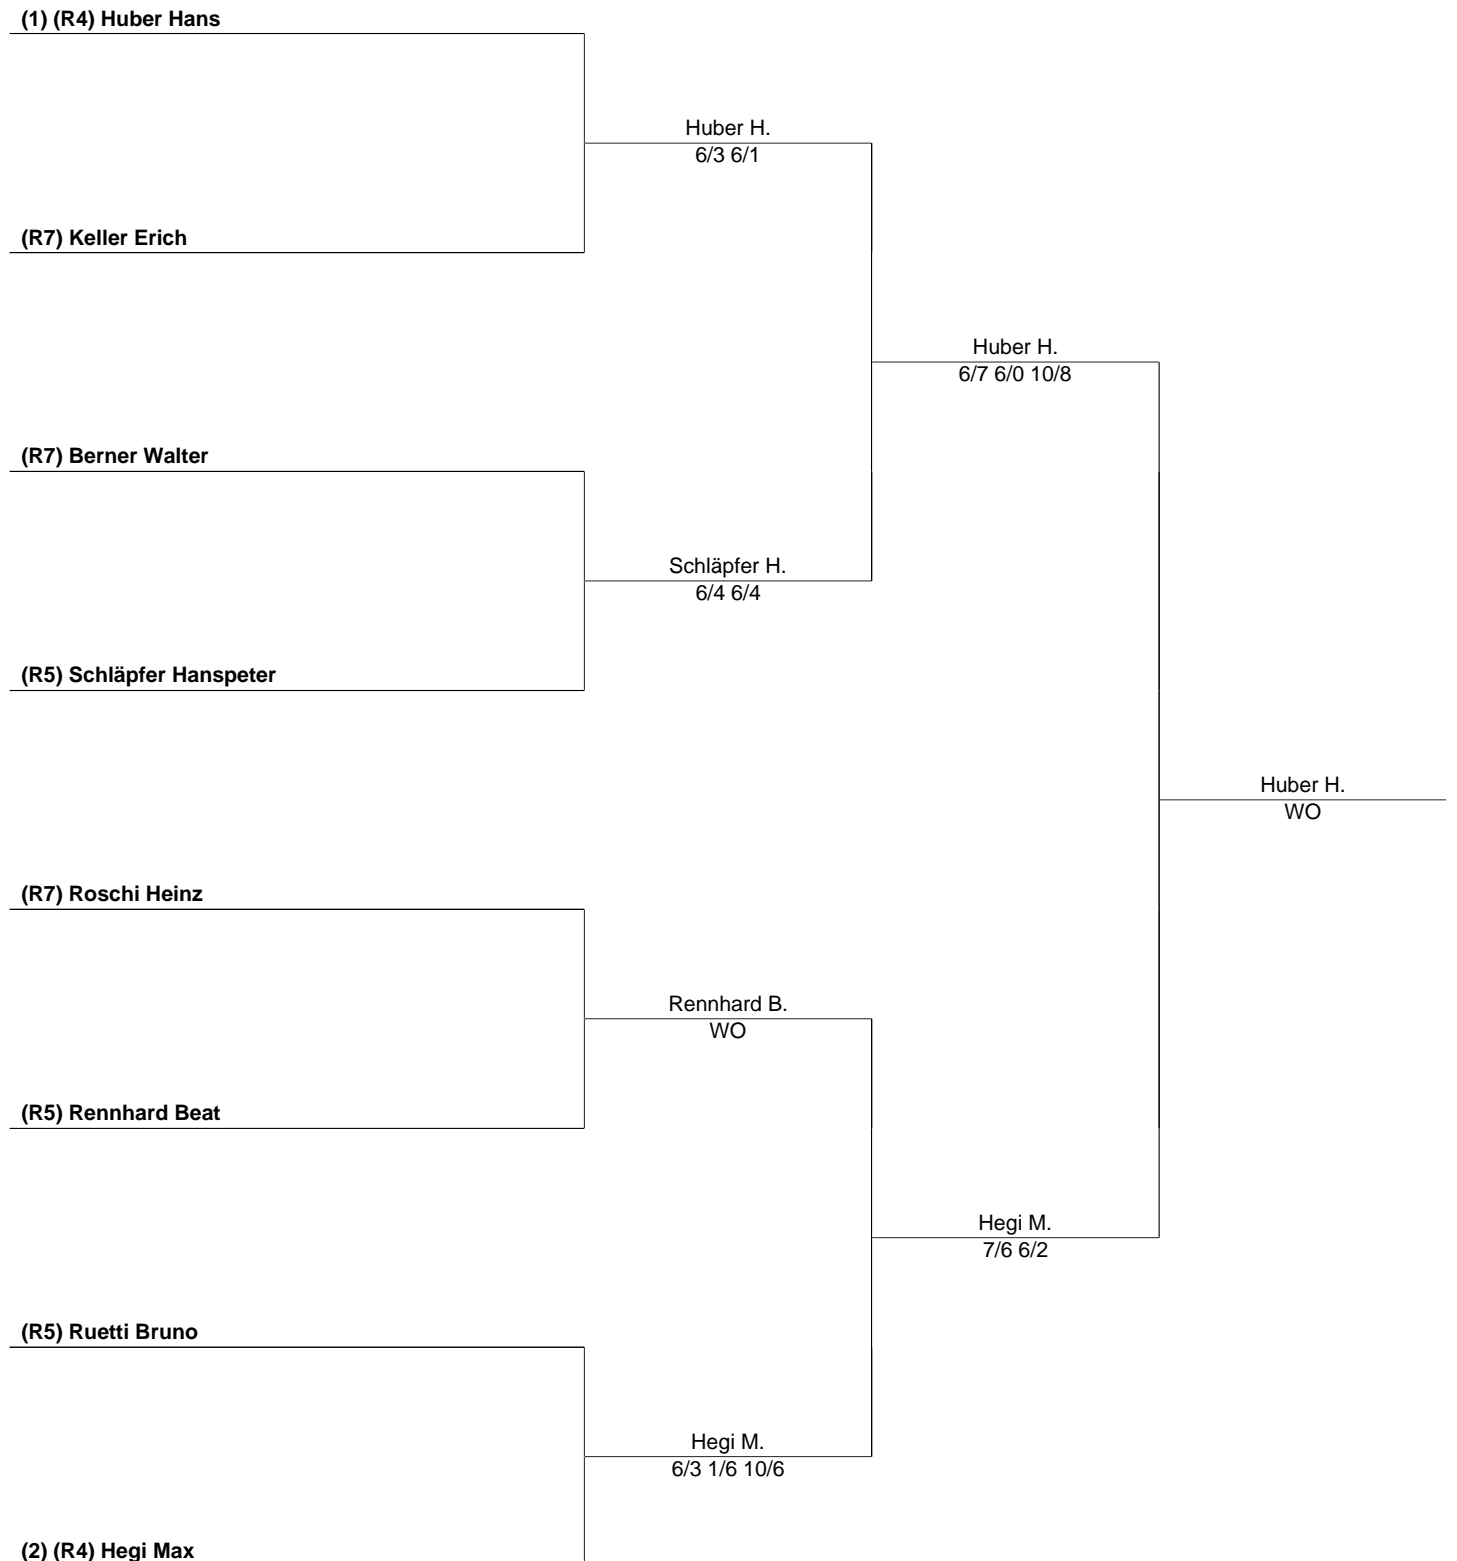 (1) (R4) Huber Hans
Huber H.
6/3 6/1
(R7) Keller Erich
Huber H.
6/7 6/0 10/8
(R7) Berner Walter
Schläpfer H.
6/4 6/4
(R5) Schläpfer Hanspeter
Huber H.
WO
(R7) Roschi Heinz
Rennhard B.
WO
(R5) Rennhard Beat
Hegi M.
7/6 6/2
(R5) Ruetti Bruno
Hegi M.
6/3 1/6 10/6
(2) (R4) Hegi Max